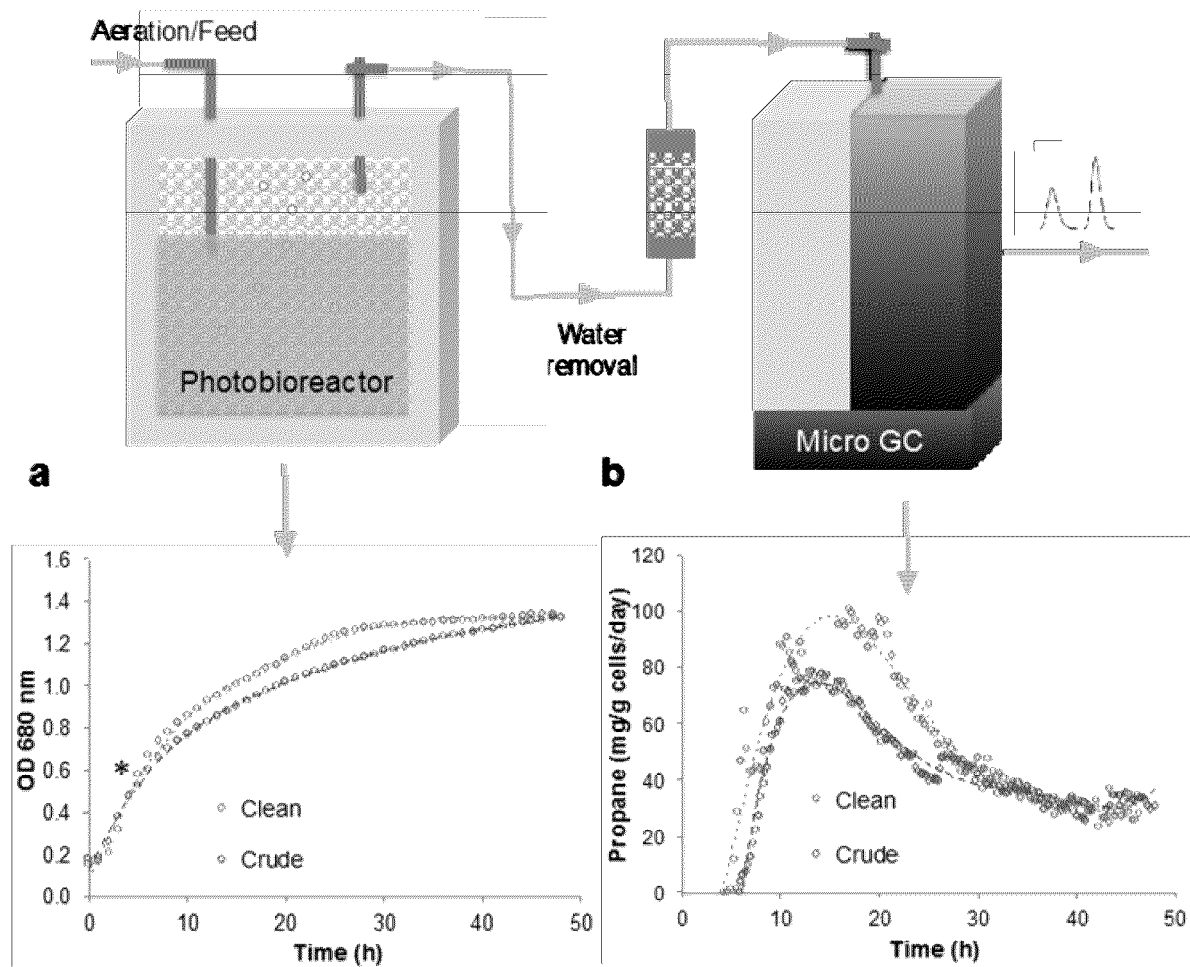 Aeration/Feed
Water
removal
Photobioreactor
Micro GC
a
b
1.6
1.4
1.2
1.0
0.8
0.6
0.4
0.2
0.0
OD 680 nm
*
Clean
Crude
0
10
20
30
40
50
Time (h)
120
100
80
60
40
20
0
Propane (mg/g cells/day)
Clean
Crude
0
10
20
30
40
50
Time (h)